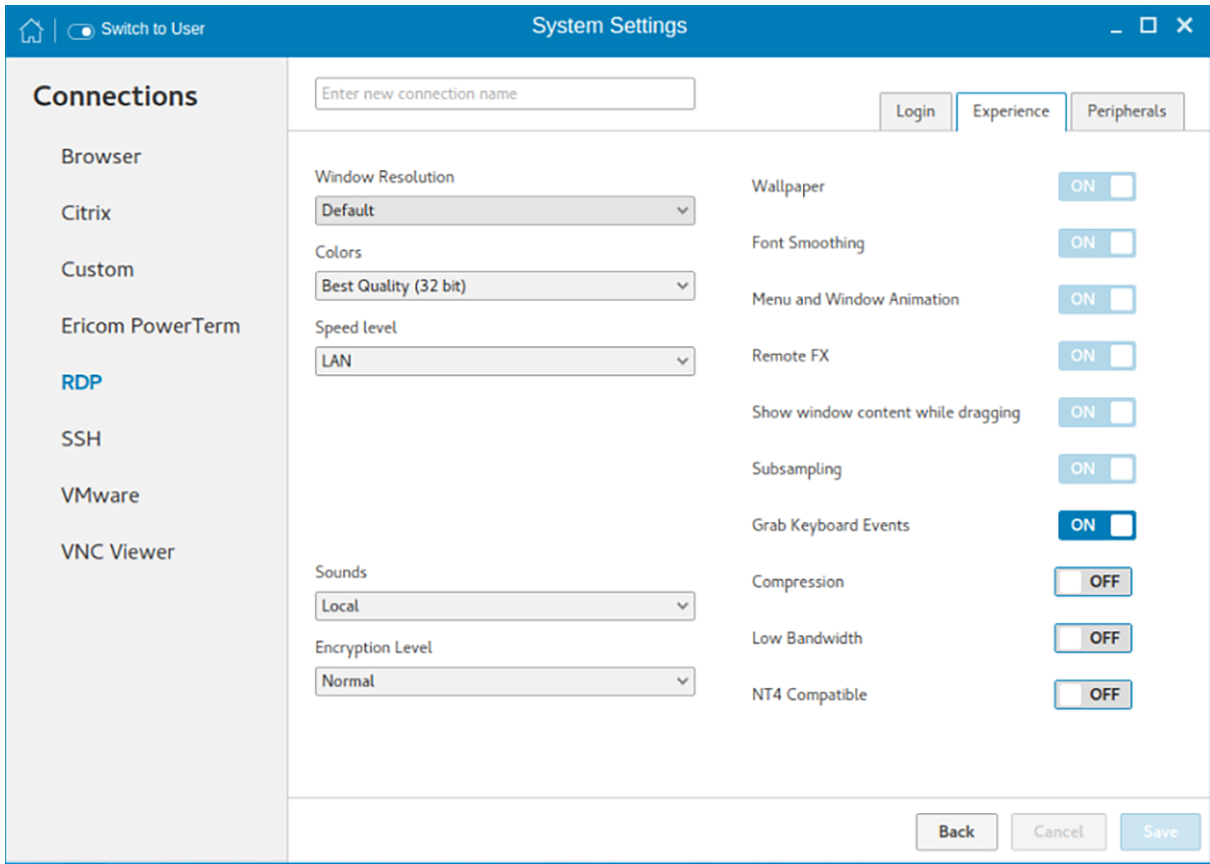 Switch to User
System Settings
Connections
Browser
Citrix
Custom
Ericom PowerTerm
RDP
SSH
VMware
VNC Viewer
Enter new connection name
Login
Experience
Peripherals
Window Resolution
Default
Colors
Best Quality (32 bit)
Speed level
LAN
Sounds
Local
Encryption Level
Normal
Wallpaper ON
Font Smoothing ON
Menu and Window Animation ON
Remote FX ON
Show window content while dragging ON
Subsampling ON
Grab Keyboard Events ON
Compression OFF
Low Bandwidth OFF
NT4 Compatible OFF
Back
Cancel
Save